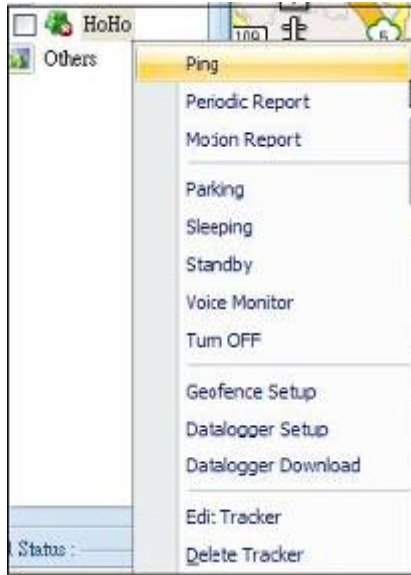 HoHo
Others
Ping
Periodic Report
Motion Report
Parking
Sleeping
Standby
Voice Monitor
Turn OFF
Geofence Setup
Datalogger Setup
Datalogger Download
Edit Tracker
Delete Tracker
Status :